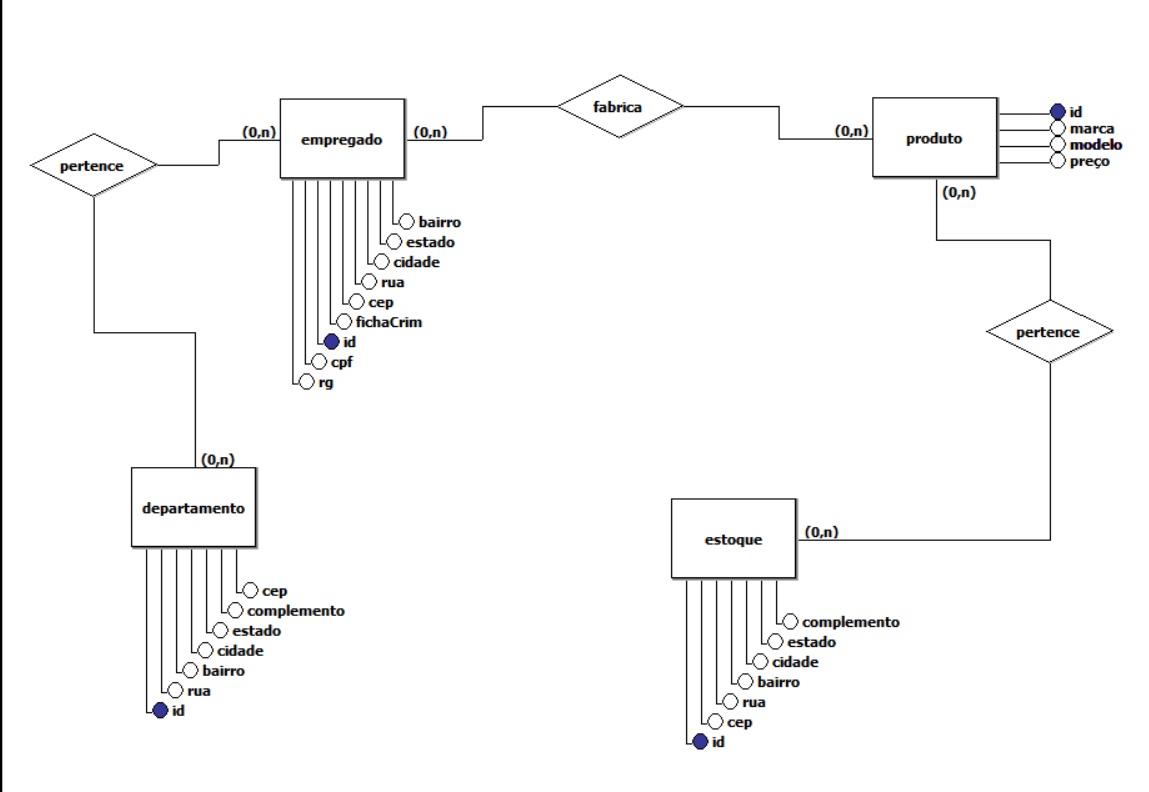 fabrica
id
marca
modelo
preço
(0,n)
empregado
(0,n)
(0,n)
produto
pertence
(0,n)
bairro
estado
cidade
rua
cep
fichaCrim
id
cpf
rg
pertence
(0,n)
departamento
(0,n)
estoque
cep
complemento
estado
cidade
bairro
rua
id
complemento
estado
cidade
bairro
rua
cep
id